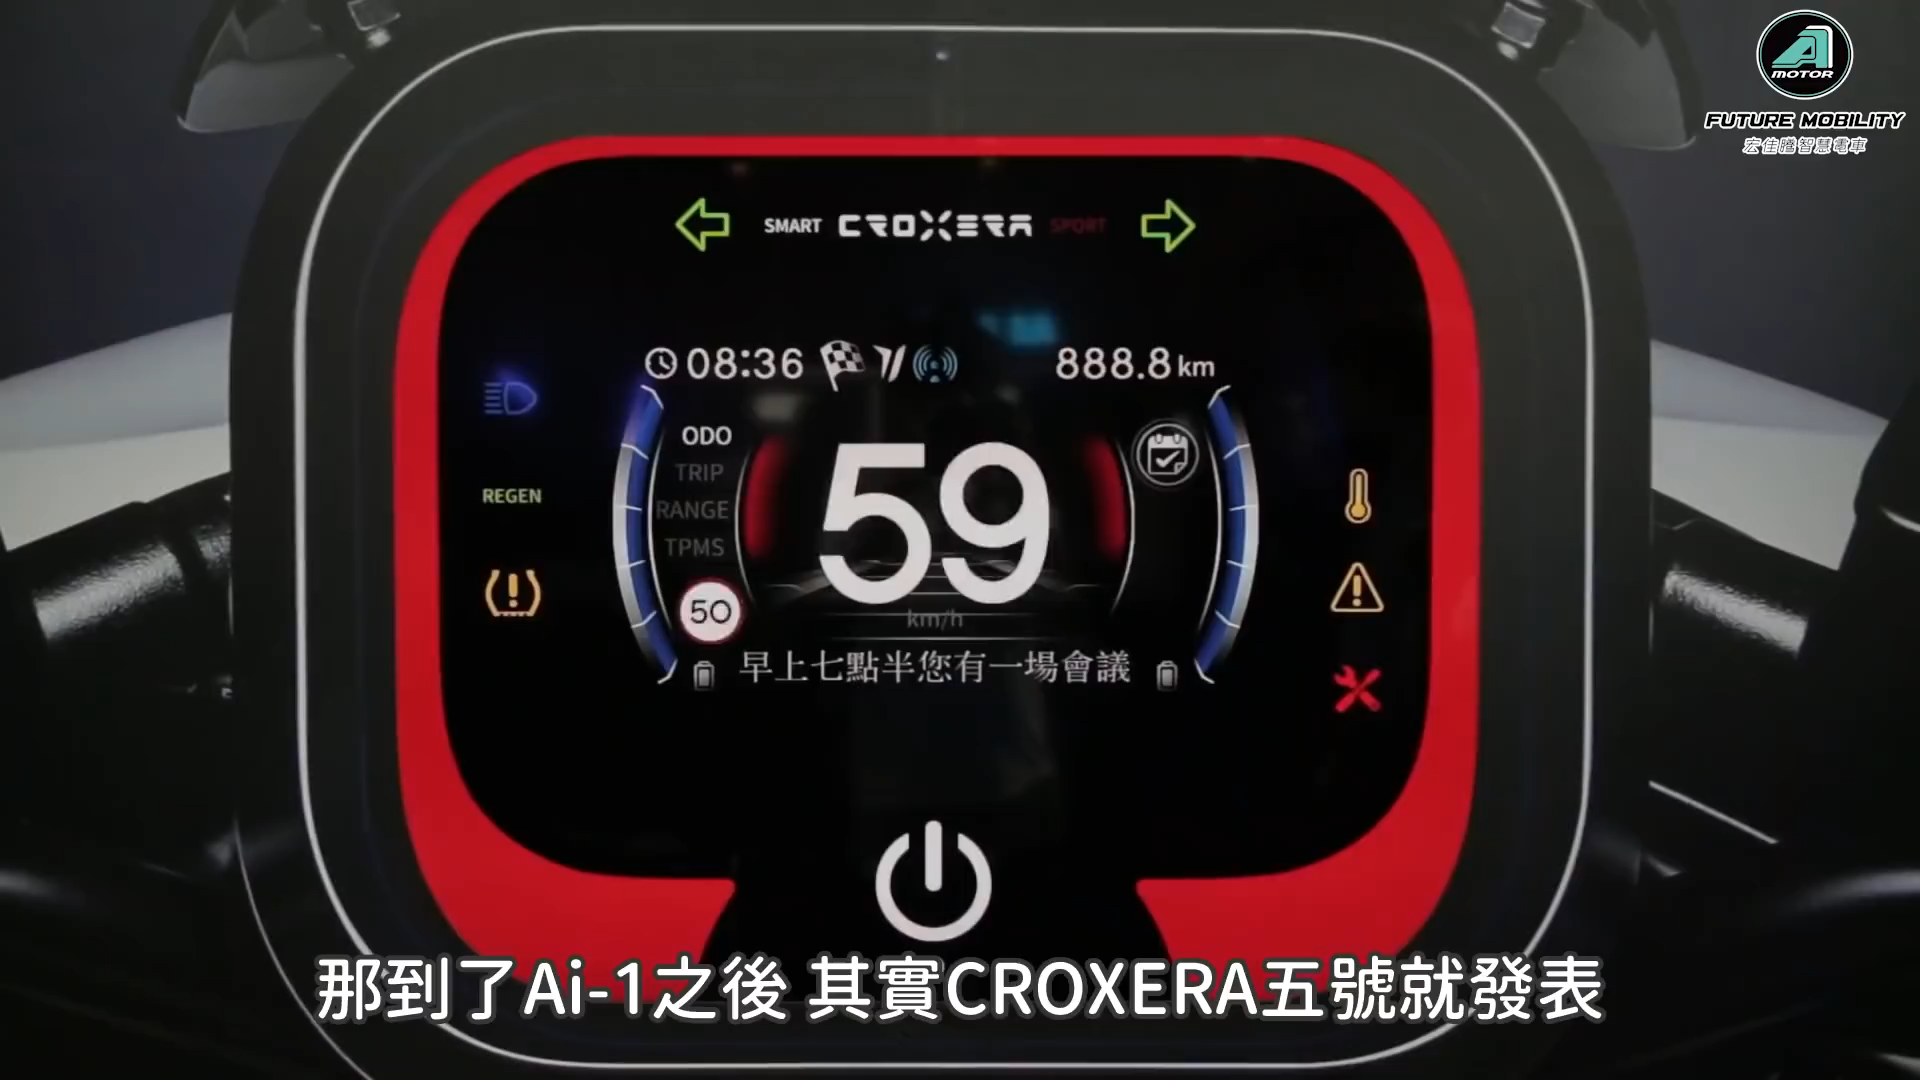 A
MOTOR
FUTURE MOBILITY
宏佳騰智慧電車
SMART CROXERA SPORT
08:36 888.8 km
ODO
TRIP
RANGE
TPMS
REGEN
50
59
km/h
早上七點半您有一場會議
那到了Ai-1之後 其實CROXERA五號就發表